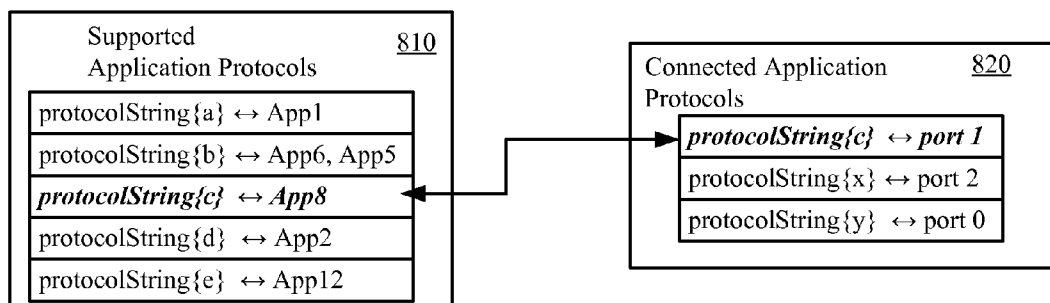 Supported
Application Protocols
810
protocolString{a} ↔ App1
protocolString{b} ↔ App6, App5
protocolString{c} ↔ App8
protocolString{d} ↔ App2
protocolString{e} ↔ App12
Connected Application
Protocols
820
protocolString{c} ↔ port 1
protocolString{x} ↔ port 2
protocolString{y} ↔ port 0